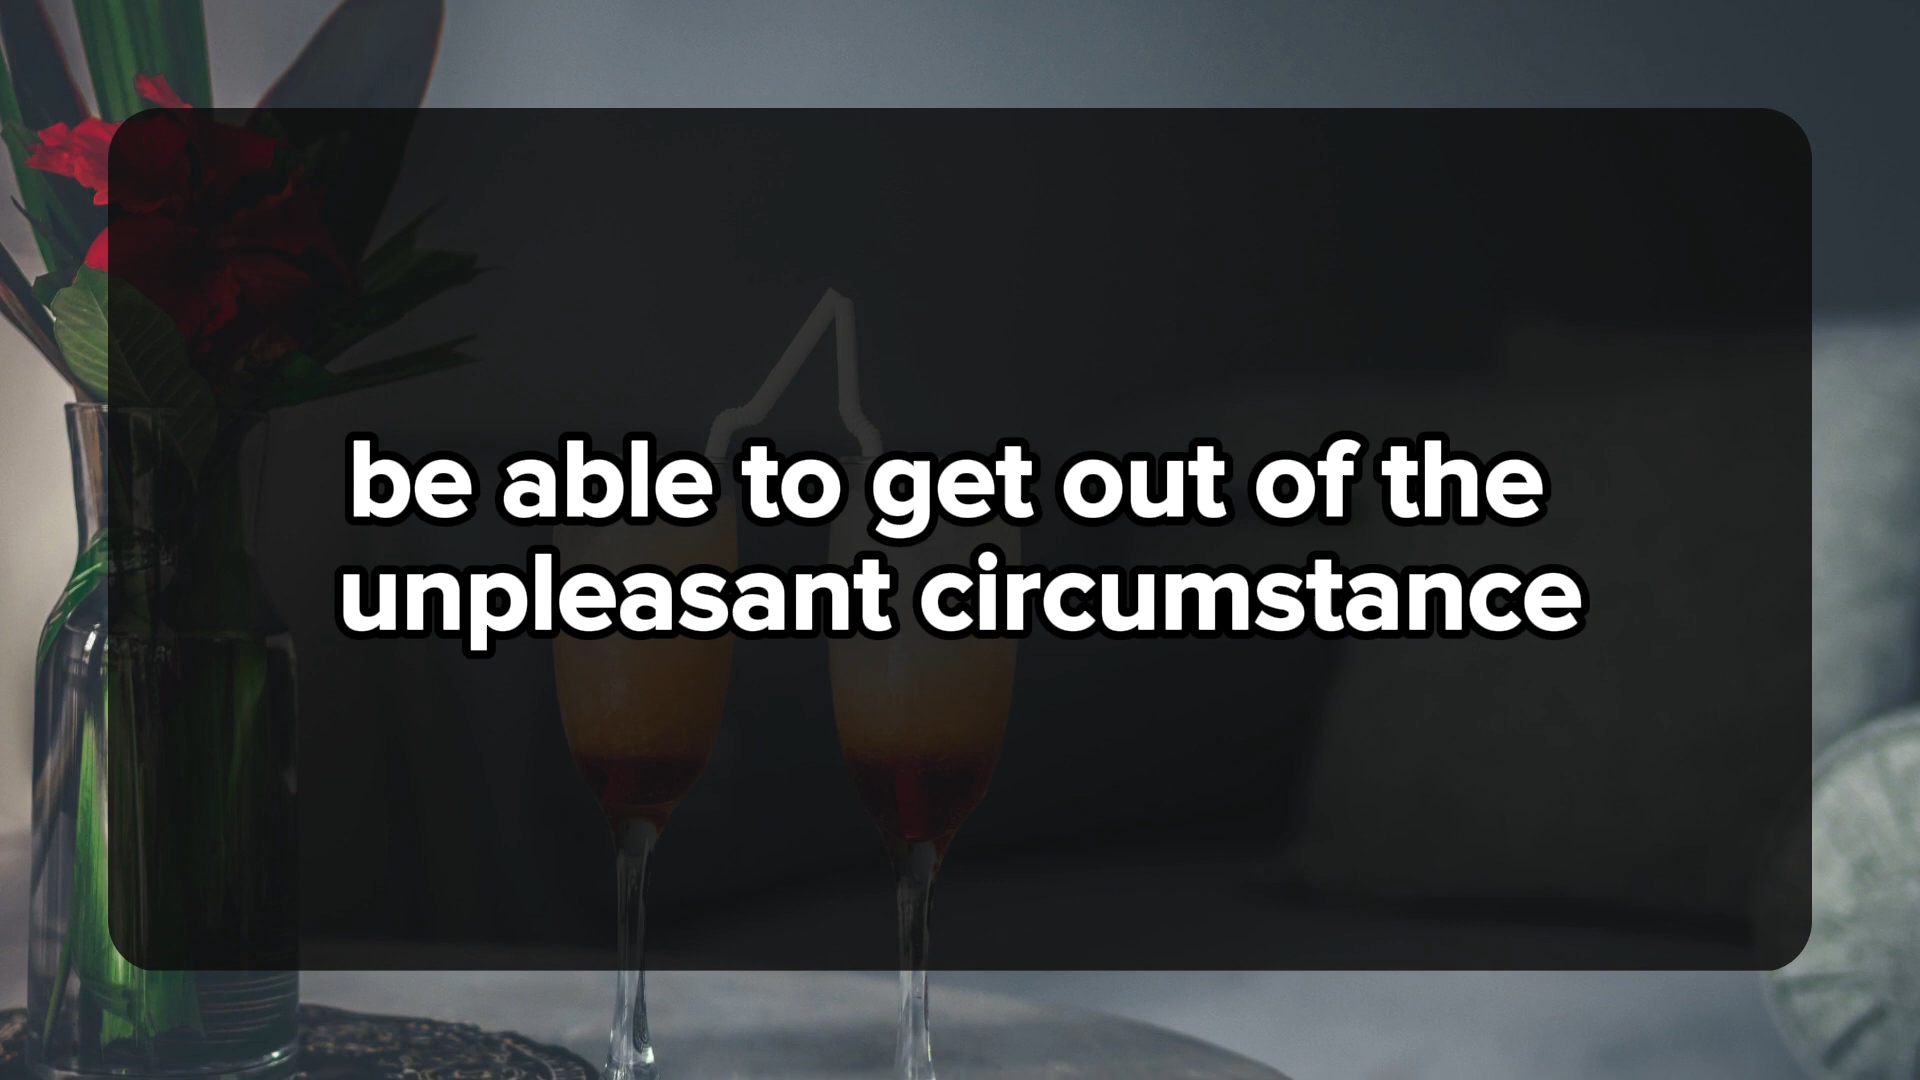 be able to get out of the
unpleasant circumstance